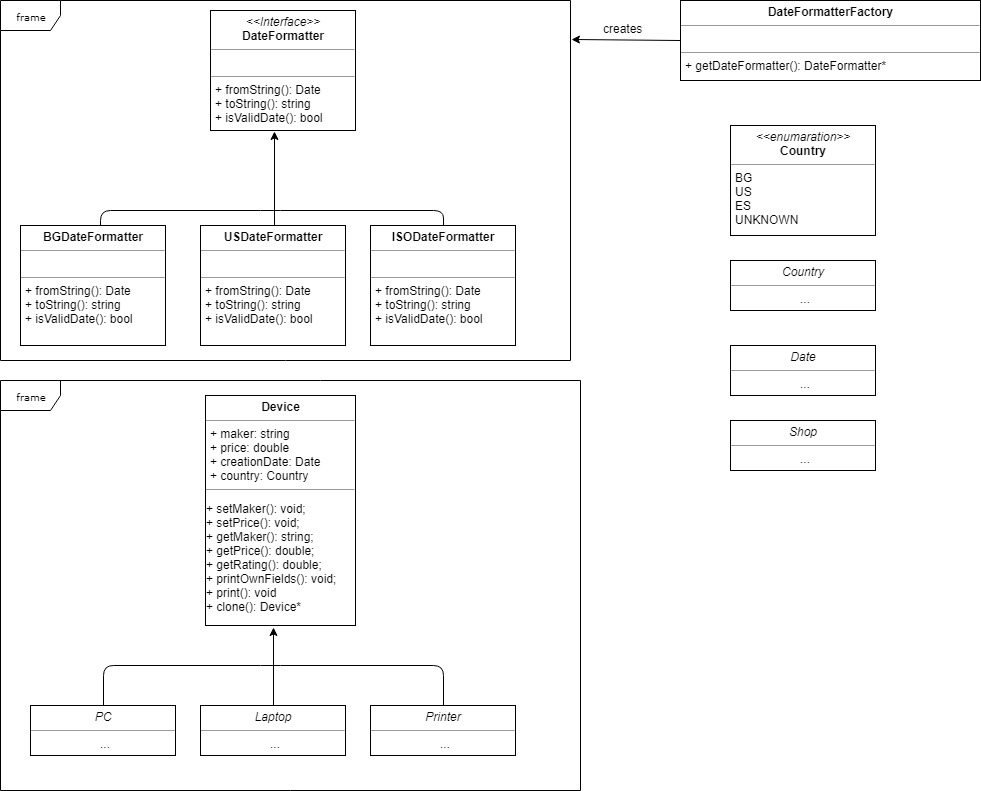 frame
<<Interface>>
DateFormatter
+ fromString(): Date
+ toString(): string
+ isValidDate(): bool
creates
DateFormatterFactory
+ getDateFormatter(): DateFormatter*
BGDateFormatter
+ fromString(): Date
+ toString(): string
+ isValidDate(): bool
USDateFormatter
+ fromString(): Date
+ toString(): string
+ isValidDate(): bool
ISODateFormatter
+ fromString(): Date
+ toString(): string
+ isValidDate(): bool
<<enumaration>>
Country
BG
US
ES
UNKNOWN
Country
...
Date
...
Shop
...
frame
Device
+ maker: string
+ price: double
+ creationDate: Date
+ country: Country
+ setMaker(): void;
+ setPrice(): void;
+ getMaker(): string;
+ getPrice(): double;
+ getRating(): double;
+ printOwnFields(): void;
+ print(): void
+ clone(): Device*
PC
...
Laptop
...
Printer
...